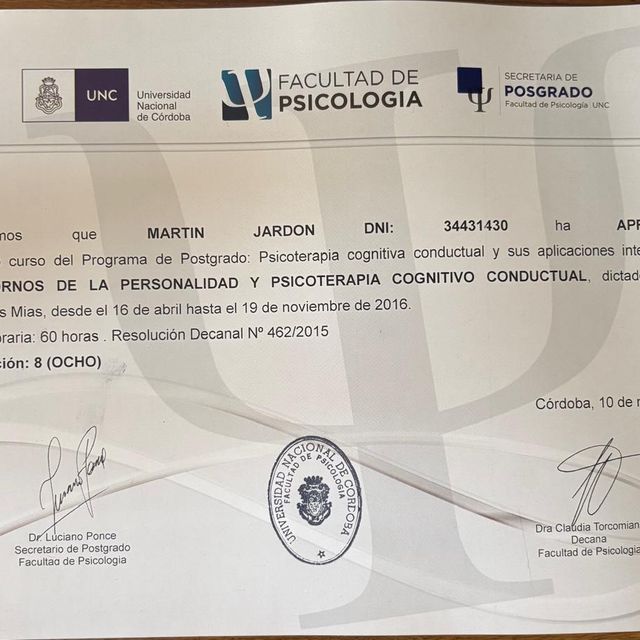 UNC
Universidad
Nacional
de Córdoba
FACULTAD DE
PSICOLOGIA
SECRETARIA DE
POSGRADO
Facultad de Psicología UNC
mos que MARTIN JARDON DNI: 34431430 ha APR
curso del Programa de Postgrado: Psicoterapia cognitiva conductual y sus aplicaciones inte
ORNOS DE LA PERSONALIDAD Y PSICOTERAPIA COGNITIVO CONDUCTUAL, dictad
s Mias, desde el 16 de abril hasta el 19 de noviembre de 2016.
oraria: 60 horas . Resolución Decanal Nº 462/2015
ción: 8 (OCHO)
Córdoba, 10 de
UNIVERSIDAD NACIONAL DE CORDOBA
FACULTAD DE PSICOLOGIA
Dr. Luciano Ponce
Secretario de Postgrado
Facultad de Psicología
Dra Claudia Torcomian
Decana
Facultad de Psicología